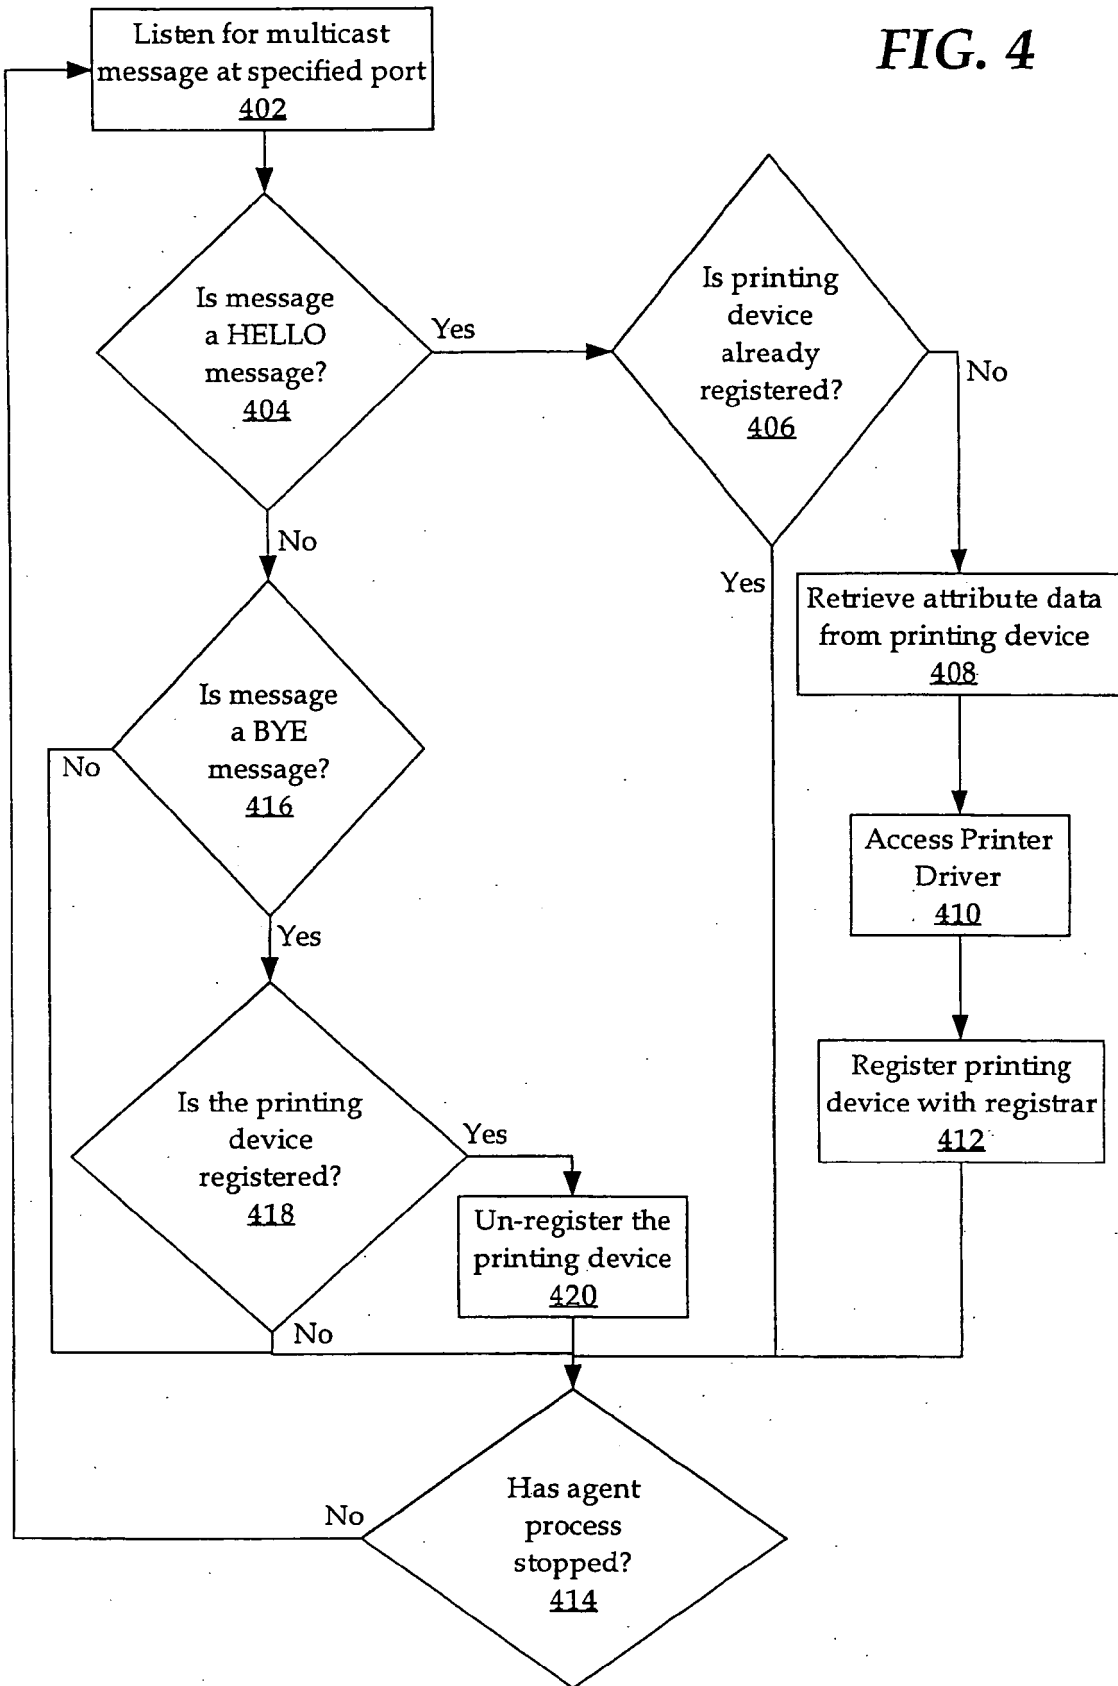 FIG. 4
Listen for multicast
message at specified port
402
Is message
a HELLO
message?
404
Yes
No
Is printing
device
already
registered?
406
No
Yes
Retrieve attribute data
from printing device
408
Access Printer
Driver
410
Register printing
device with registrar
412
Is message
a BYE
message?
416
No
Yes
Is the printing
device
registered?
418
Yes
No
Un-register the
printing device
420
Has agent
process
stopped?
414
No